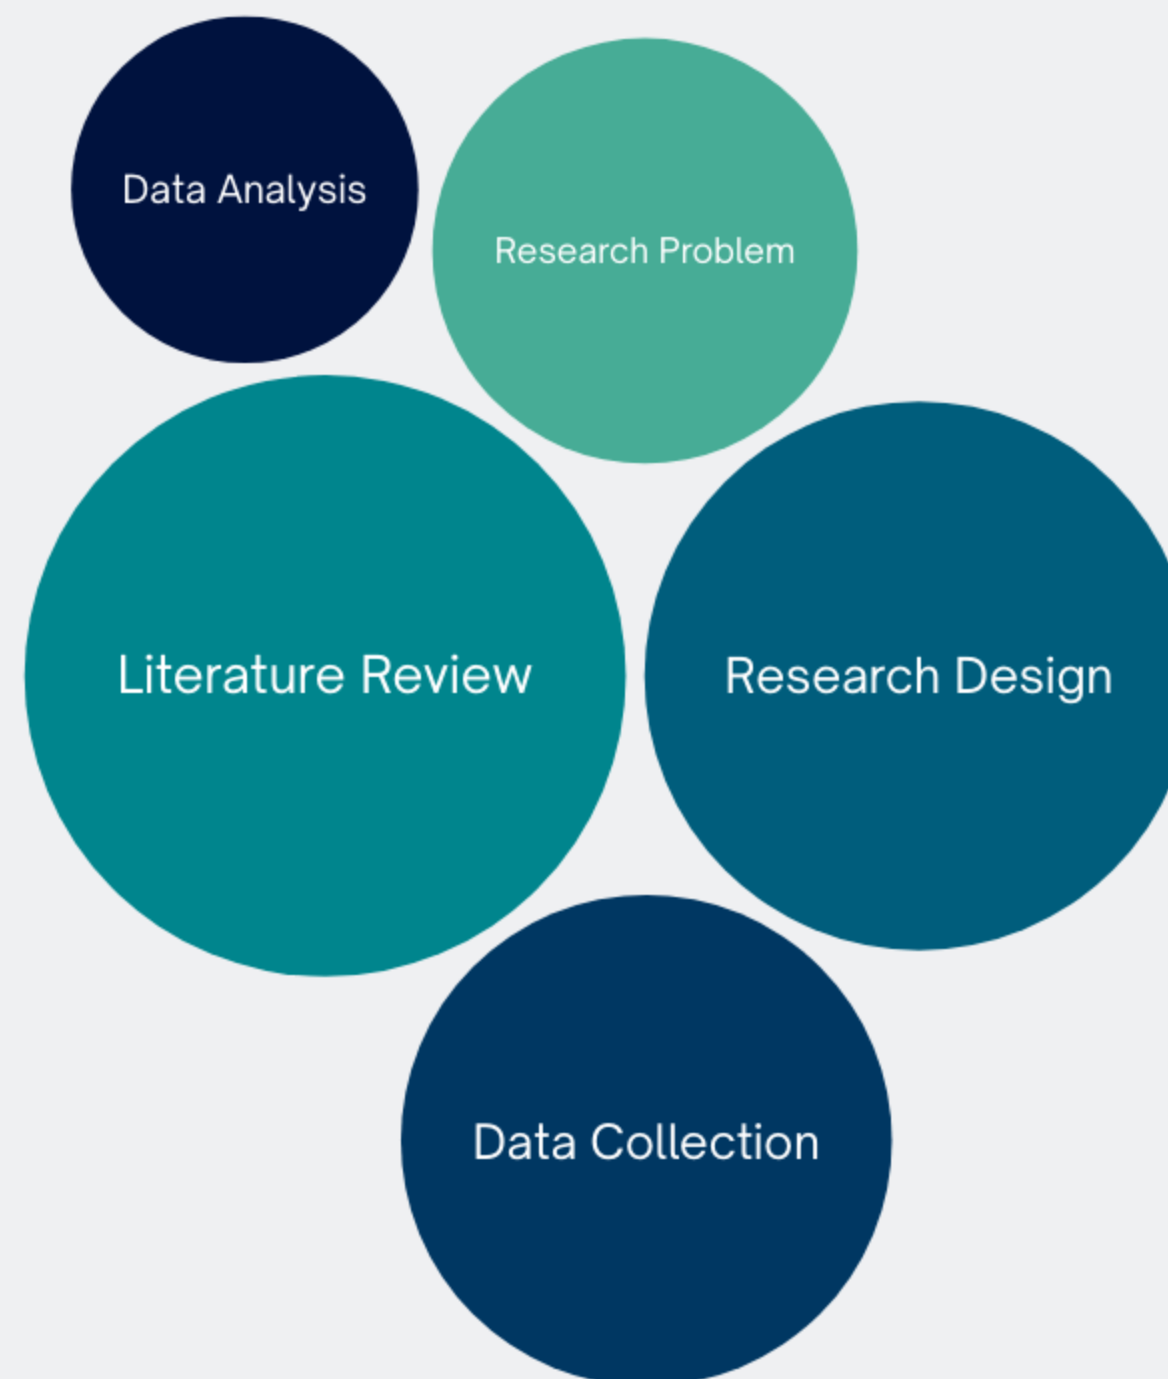 Data Analysis
Research Problem
Literature Review
Research Design
Data Collection